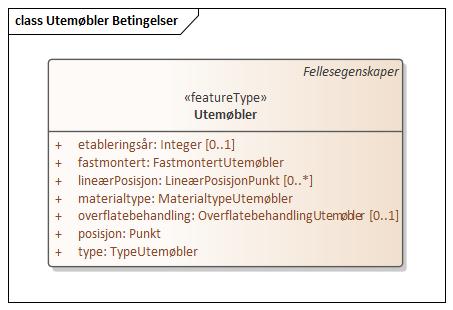 class Utemøbler Betingelser
Fellesegenskaper
«featureType»
Utemøbler
+ etableringsår: Integer [0..1]
+ fastmontert: FastmontertUtemøbler
+ lineærPosisjon: LineærPosisjonPunkt [0..*]
+ materialtype: MaterialtypeUtemøbler
+ overflatebehandling: OverflatebehandlingUtemøbler [0..1]
+ posisjon: Punkt
+ type: TypeUtemøbler